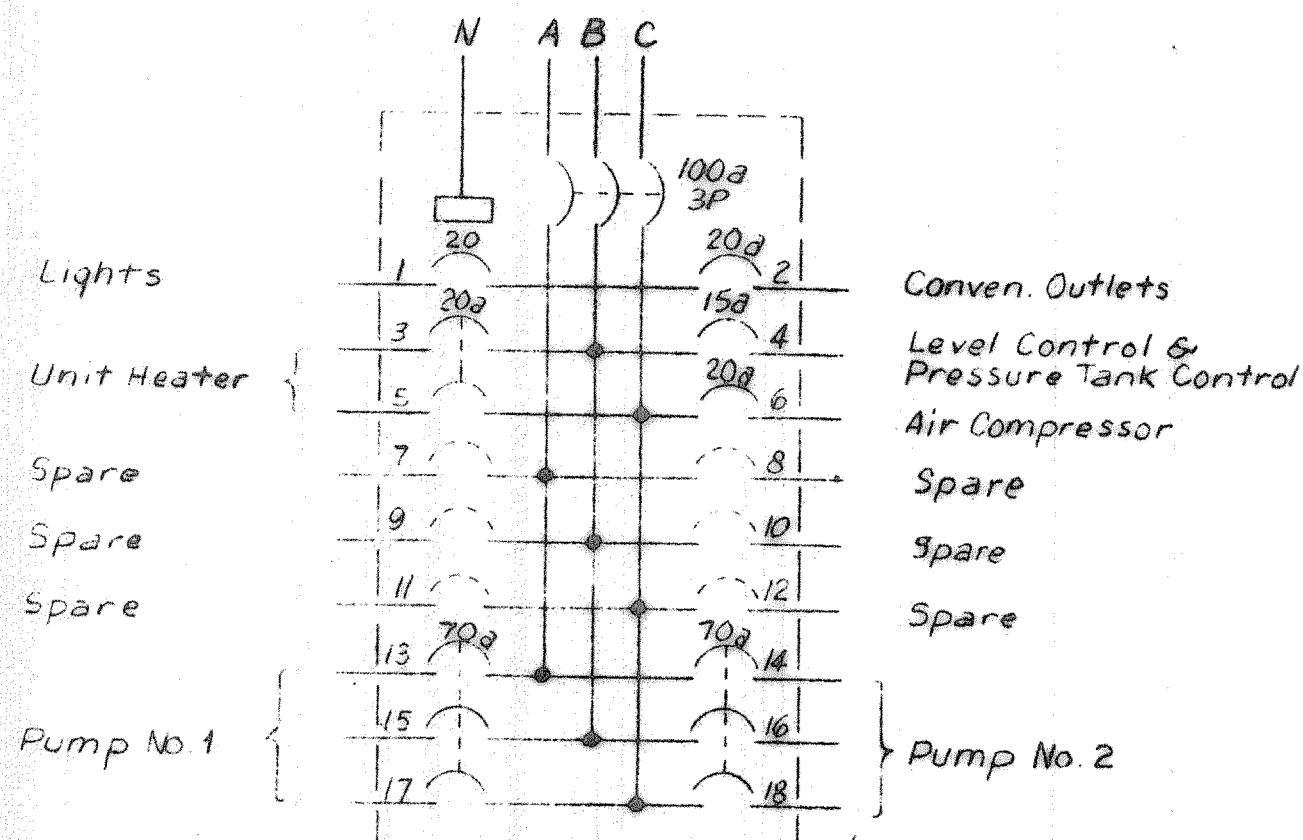 N A B C
100a
3P
20 20a
Lights 1 2 Conven. Outlets
20a 15a
3 4 Level Control &
Pressure Tank Control
Unit Heater 20a
5 6 Air Compressor
Spare 7 8 Spare
Spare 9 10 Spare
Spare 11 12 Spare
70a 70a
13 14
Pump No. 1 15 16 Pump No. 2
17 18